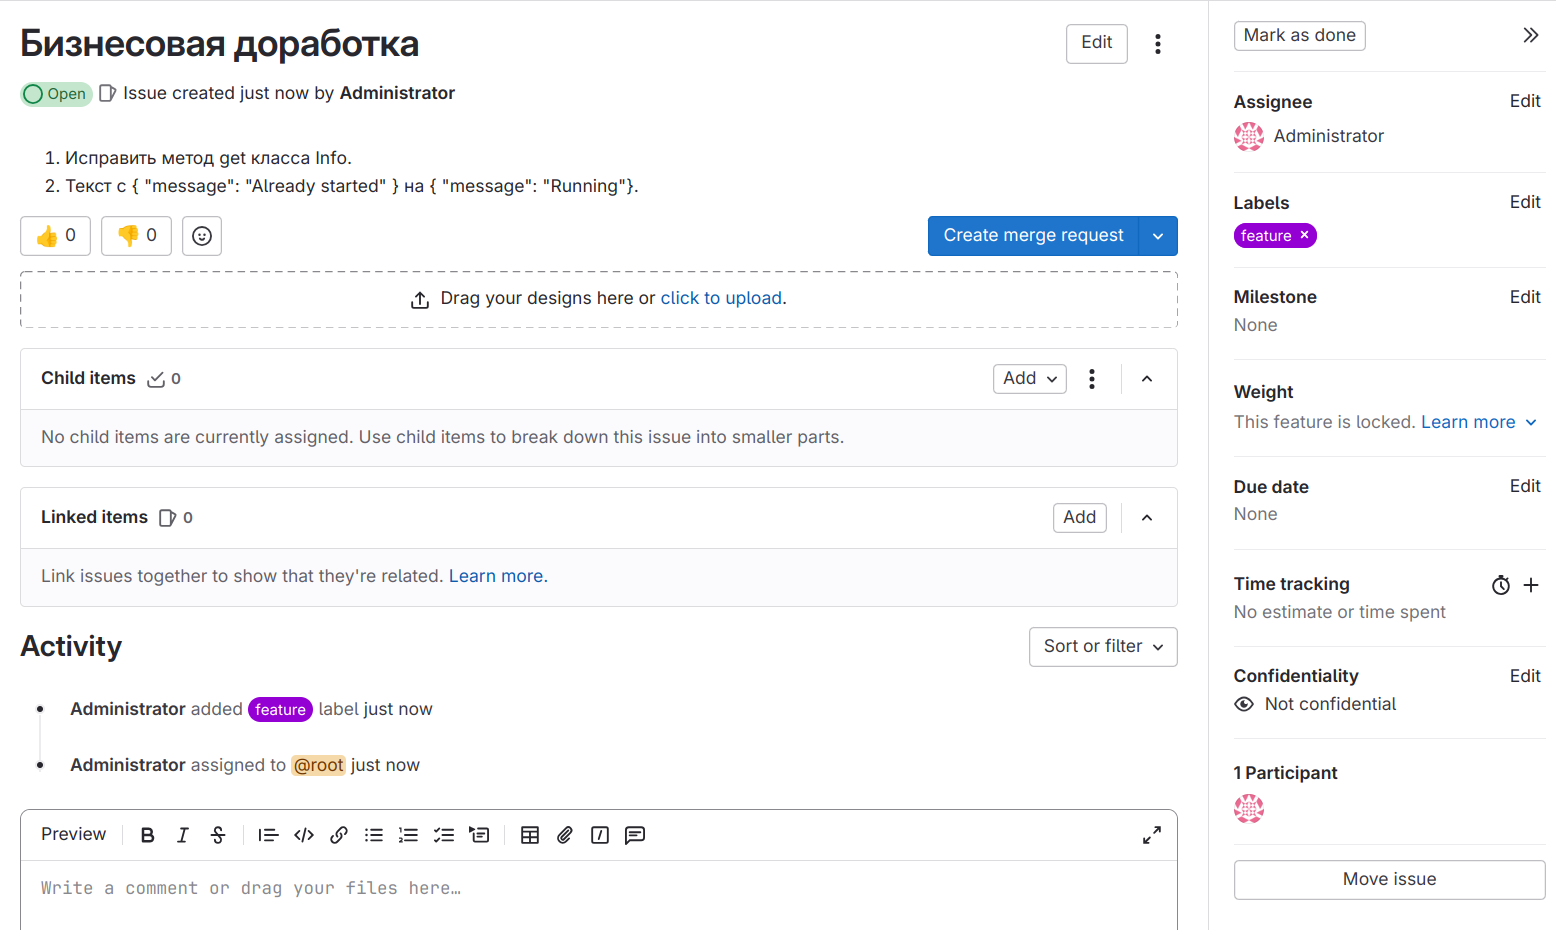 Бизнесовая доработка
Edit
Open Issue created just now by Administrator
1. Исправить метод get класса Info.
2. Текст с { "message": "Already started" } на { "message": "Running"}.
👍 0 👎 0
Create merge request
Drag your designs here or click to upload.
Child items 0
Add
No child items are currently assigned. Use child items to break down this issue into smaller parts.
Linked items 0
Add
Link issues together to show that they're related. Learn more.
Activity
Sort or filter
Administrator added feature label just now
Administrator assigned to @root just now
Preview
Write a comment or drag your files here…
Mark as done
Assignee Edit
Administrator
Labels Edit
feature ×
Milestone Edit
None
Weight
This feature is locked. Learn more
Due date Edit
None
Time tracking
No estimate or time spent
Confidentiality Edit
Not confidential
1 Participant
Move issue